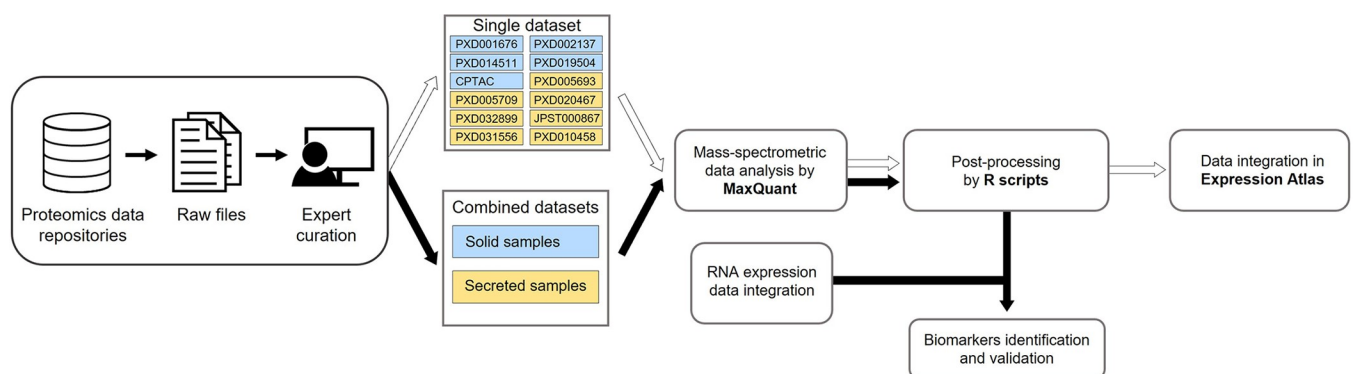 Proteomics data
repositories
Raw files
Expert
curation
Single dataset
PXD001676 PXD002137
PXD014511 PXD019504
CPTAC PXD005693
PXD005709 PXD020467
PXD032899 JPST000867
PXD031556 PXD010458
Combined datasets
Solid samples
Secreted samples
Mass-spectrometric
data analysis by
MaxQuant
Post-processing
by R scripts
Data integration in
Expression Atlas
RNA expression
data integration
Biomarkers identification
and validation